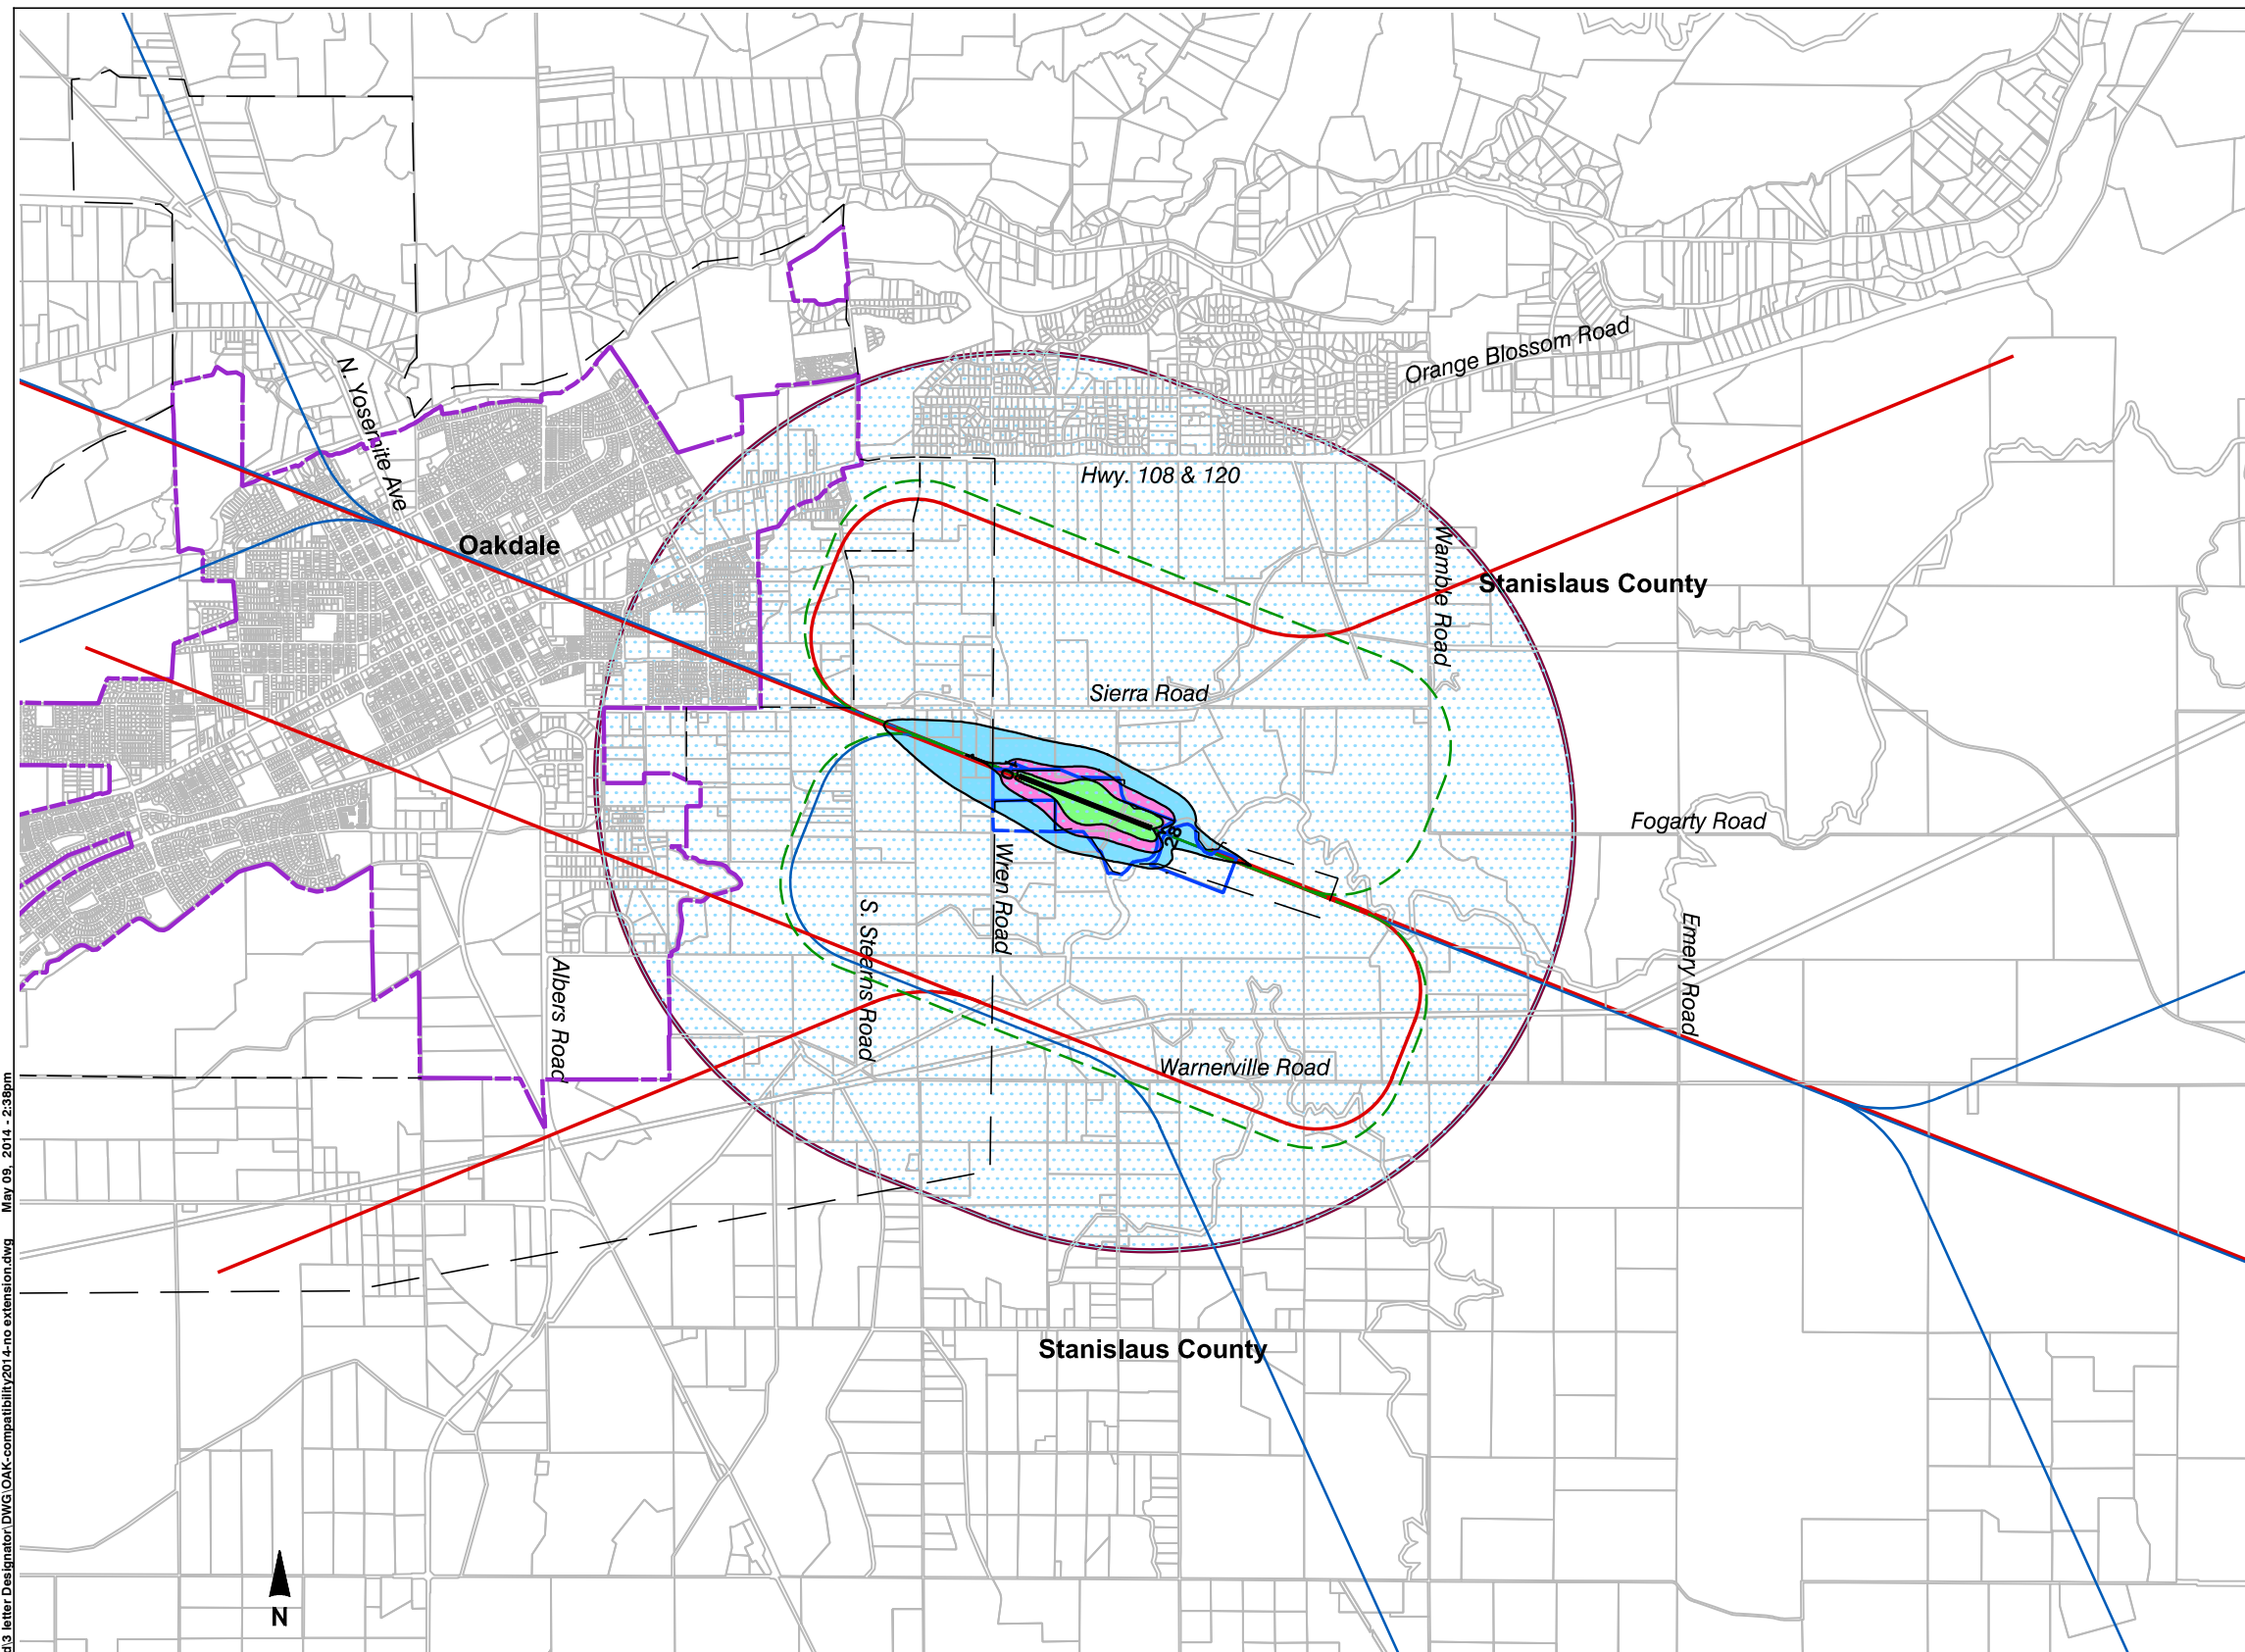 Orange Blossom Road
N. Yosemite Ave
Hwy. 108 & 120
Oakdale
Wamble Road
Stanislaus County
Sierra Road
28
Fogarty Road
Wren Road
S. Stearns Road
Emery Road
Albers Road
Warnerville Road
Stanislaus County
N
d\3 letter Designator\DWG\OAK-compatibility2014-no extension.dwg May 09, 2014 - 2:38pm